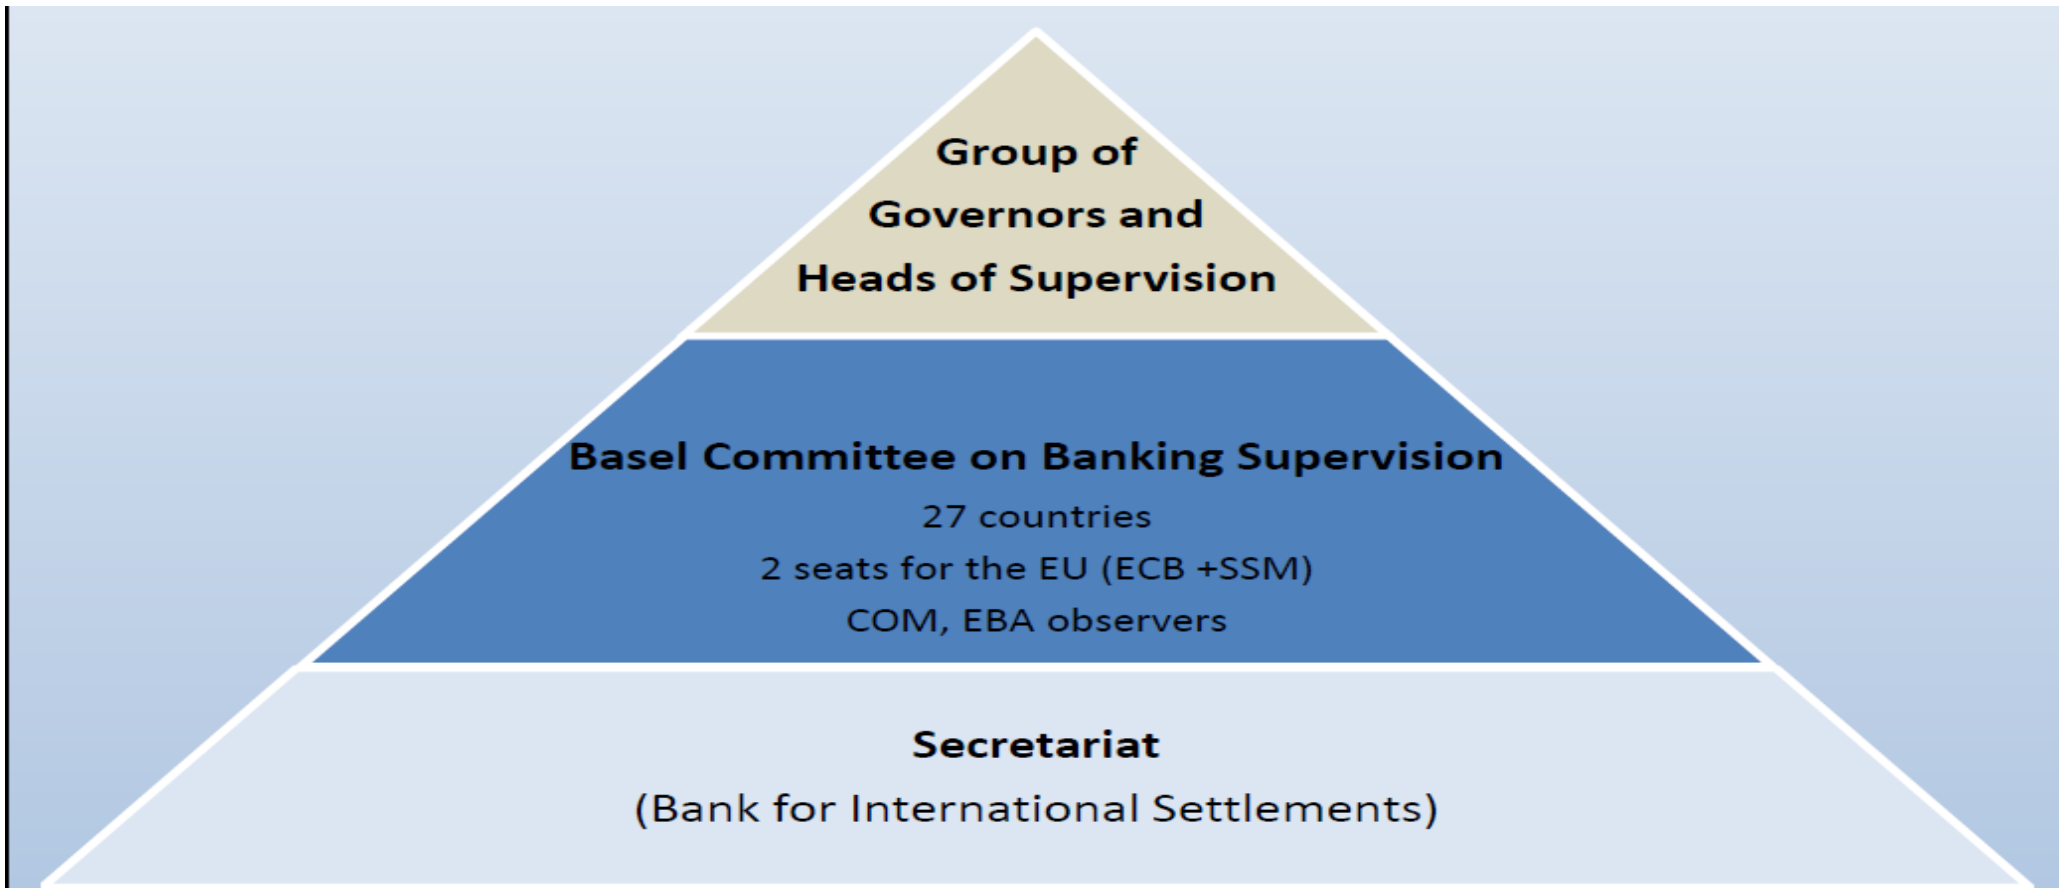 Group of
Governors and
Heads of Supervision
Basel Committee on Banking Supervision
27 countries
2 seats for the EU (ECB +SSM)
COM, EBA observers
Secretariat
(Bank for International Settlements)